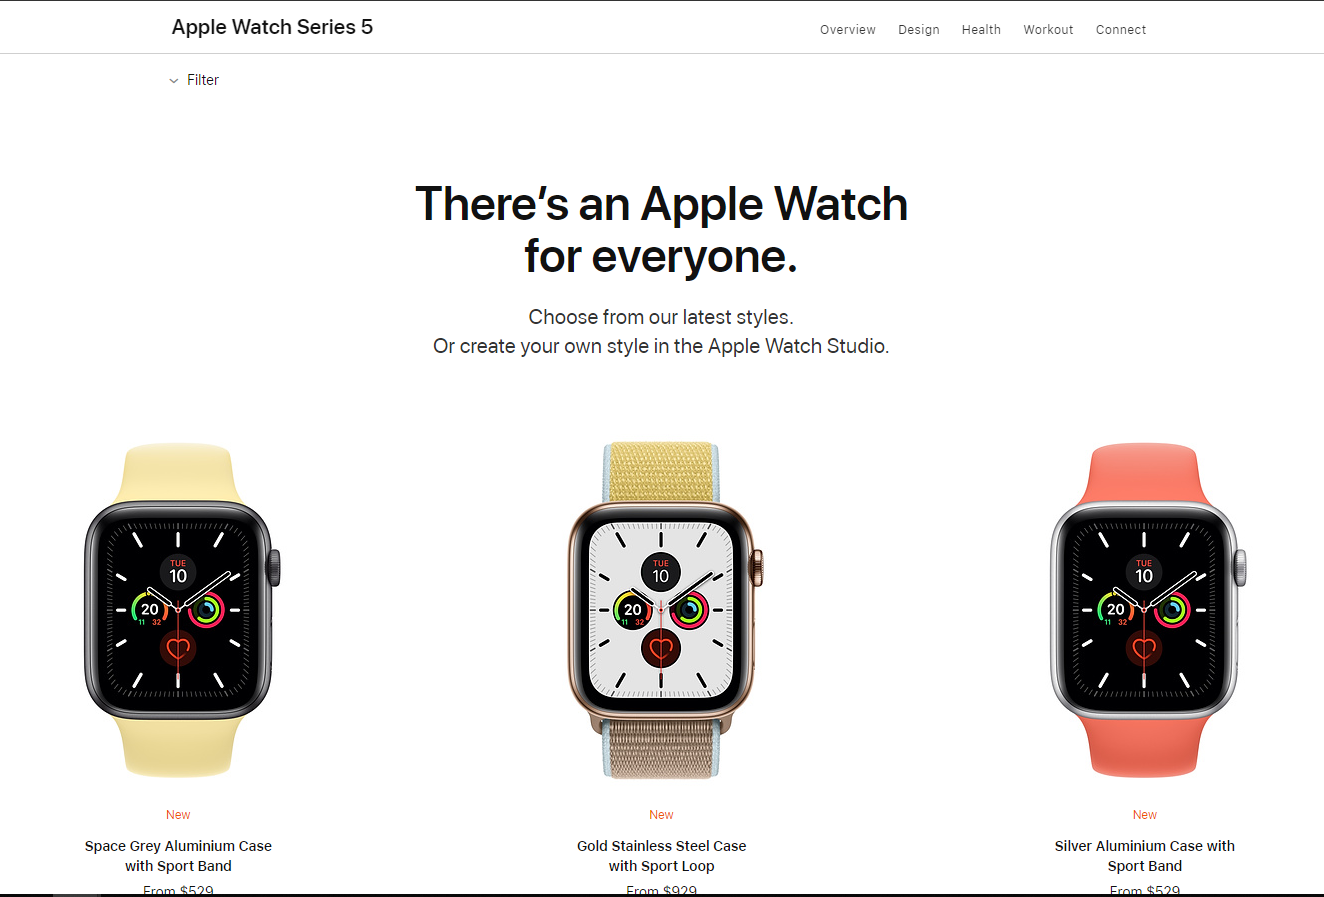 Apple Watch Series 5
Overview Design Health Workout Connect
Filter
There's an Apple Watch
for everyone.
Choose from our latest styles.
Or create your own style in the Apple Watch Studio.
TUE
10
20
11 32
TUE
10
20
11 32
TUE
10
20
11 32
New
Space Grey Aluminium Case
with Sport Band
From $529
New
Gold Stainless Steel Case
with Sport Loop
From $929
New
Silver Aluminium Case with
Sport Band
From $529